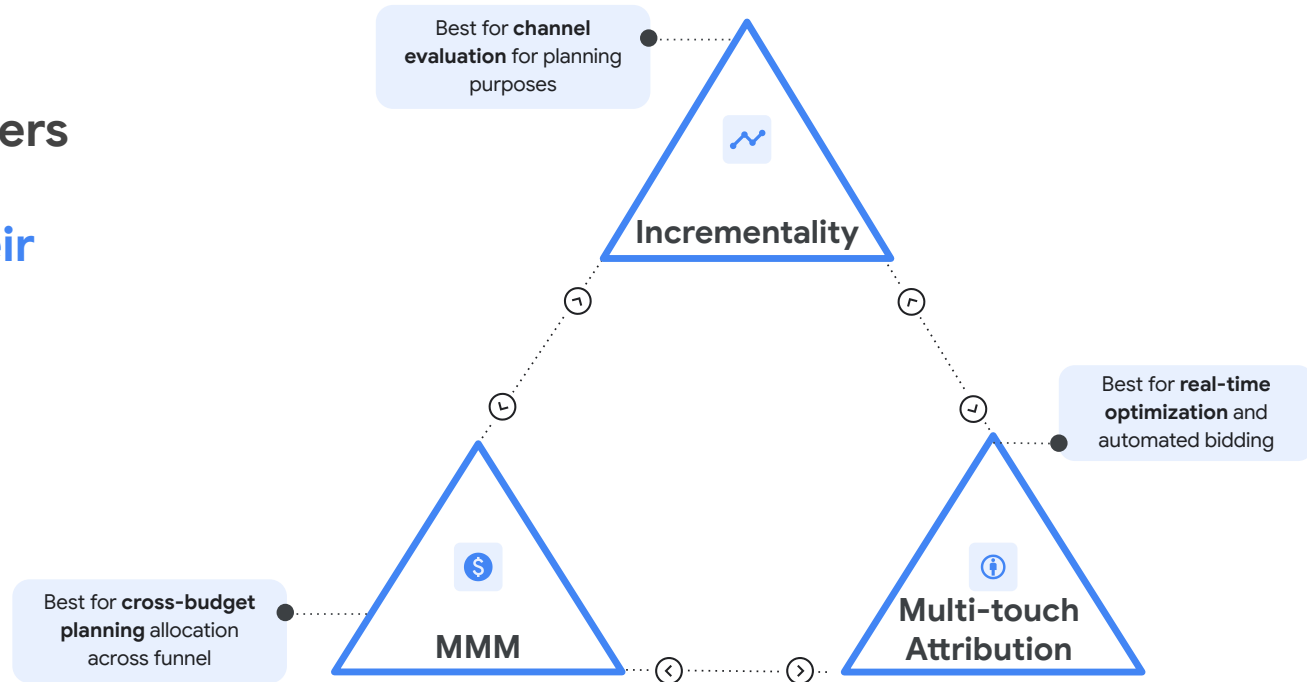 Best for channel
evaluation for planning
purposes
ers
ir
Incrementality
Best for real-time
optimization and
automated bidding
Best for cross-budget
planning allocation
across funnel
MMM
Multi-touch
Attribution